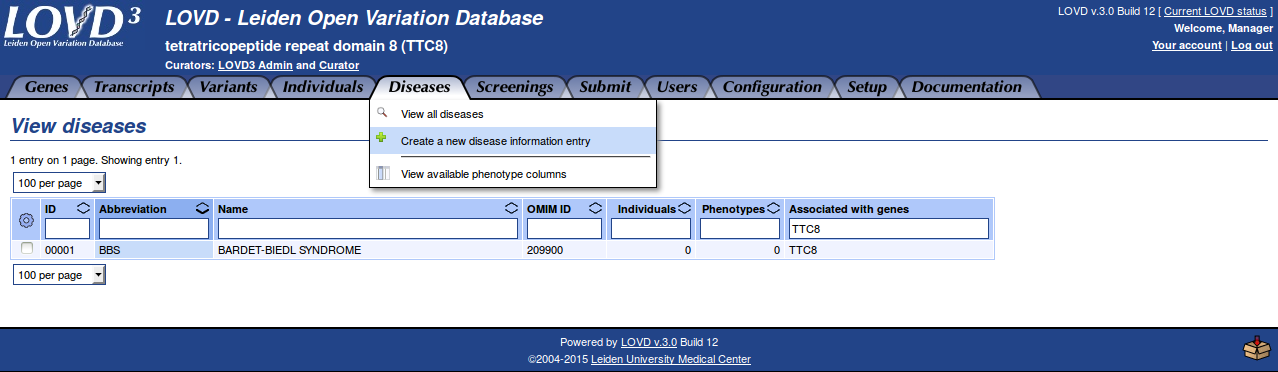 LOVD 3
Leiden Open Variation Database
LOVD - Leiden Open Variation Database
tetratricopeptide repeat domain 8 (TTC8)
Curators: LOVD3 Admin and Curator
LOVD v.3.0 Build 12 [ Current LOVD status ]
Welcome, Manager
Your account | Log out
Genes Transcripts Variants Individuals Diseases Screenings Submit Users Configuration Setup Documentation
View all diseases
Create a new disease information entry
View available phenotype columns
View diseases
1 entry on 1 page. Showing entry 1.
100 per page
ID Abbreviation Name OMIM ID Individuals Phenotypes Associated with genes
TTC8
00001 BBS BARDET-BIEDL SYNDROME 209900 0 0 TTC8
100 per page
Powered by LOVD v.3.0 Build 12
©2004-2015 Leiden University Medical Center